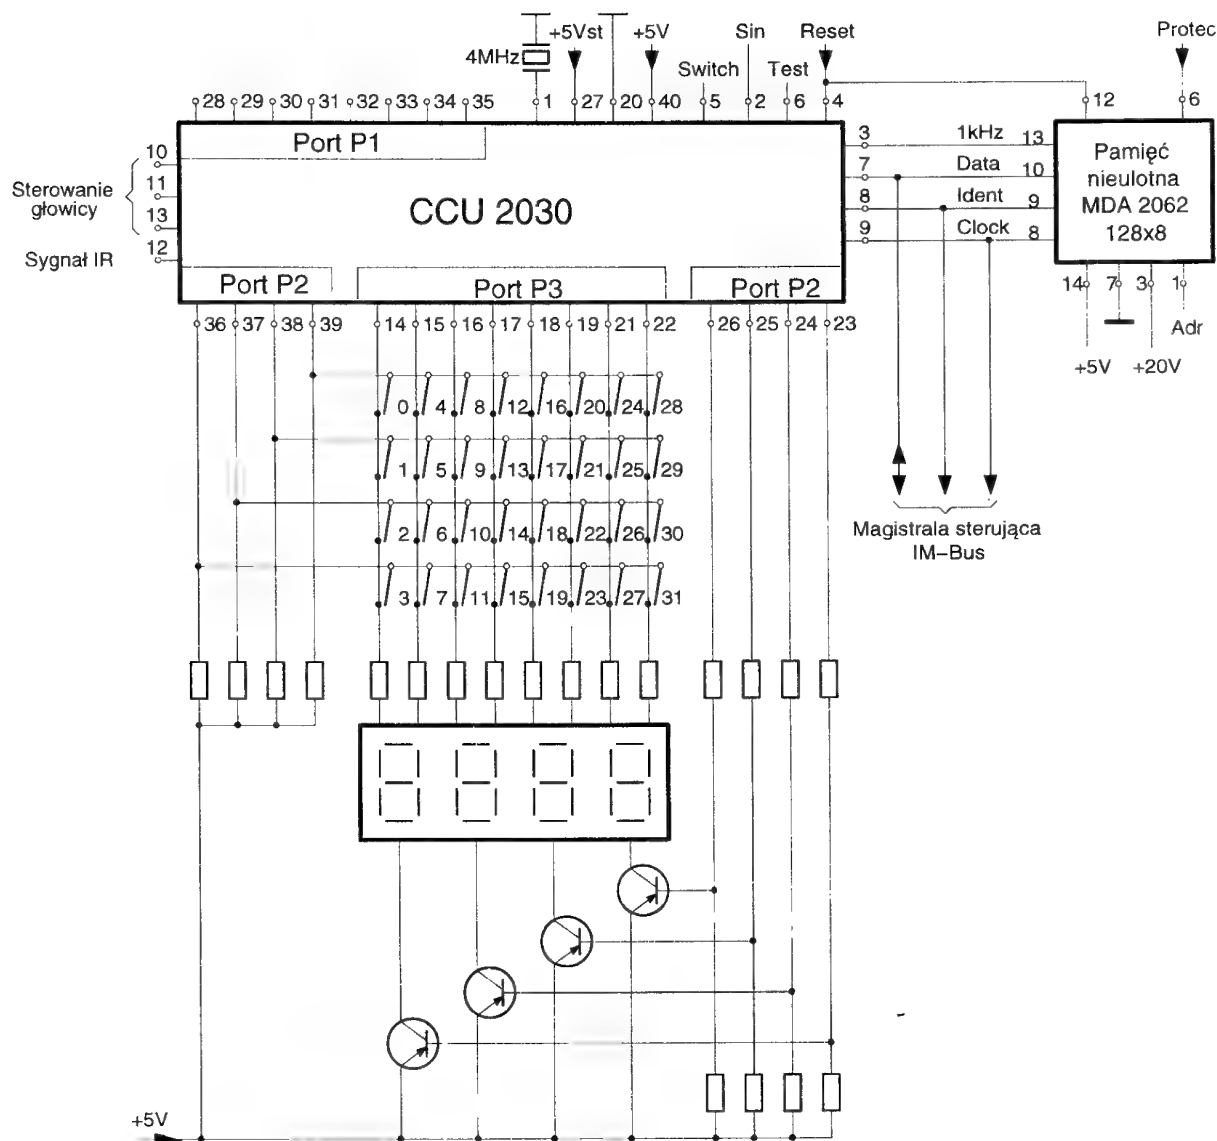 +5Vst +5V Sin Reset Protec
4MHz Switch Test
28 29 30 31 32 33 34 35 1 27 20 40 5 2 6 4 12 6
Port P1
10
11
13
12
Sterowanie
głowicy
Sygnał IR
CCU 2030
3 1kHz 13
7 Data 10
8 Ident 9
9 Clock 8
Pamięć
nieulotna
MDA 2062
128x8
Port P2 Port P3 Port P2
14 7 3 1
Adr
+5V +20V
36 37 38 39 14 15 16 17 18 19 21 22 26 25 24 23
0 4 8 12 16 20 24 28
1 5 9 13 17 21 25 29
2 6 10 14 18 22 26 30
3 7 11 15 19 23 27 31
Magistrala sterująca
IM–Bus
+5V